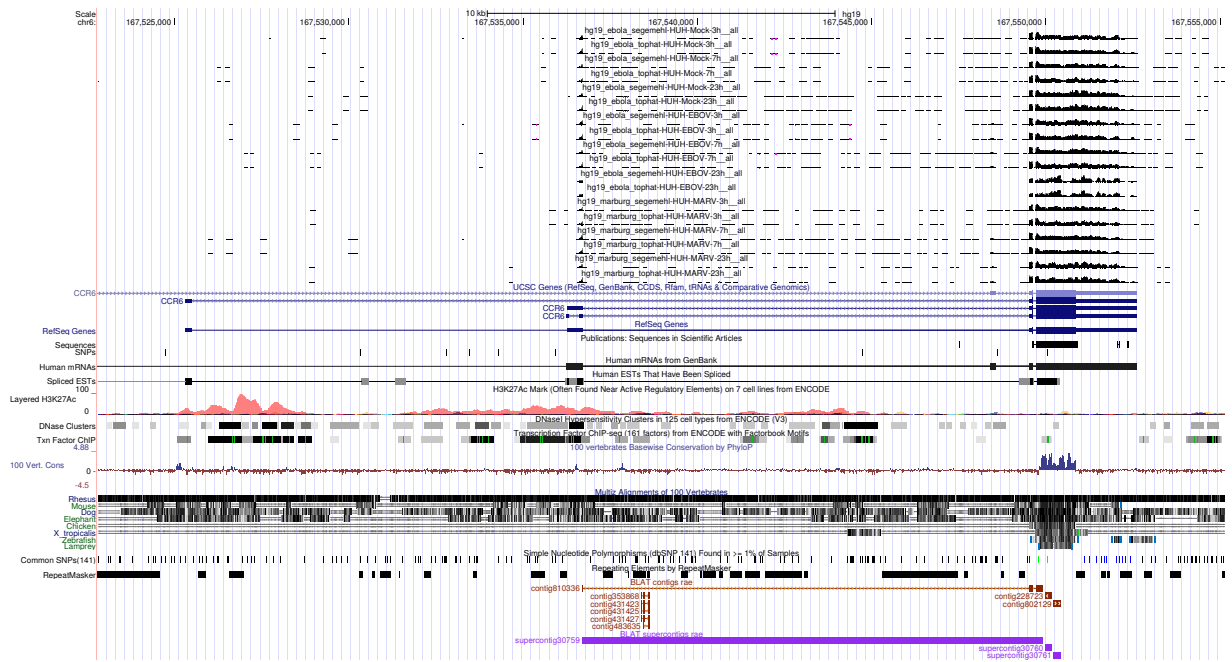 Scale 10 kb hg19
chr6: 167,525,000 167,530,000 167,535,000 167,540,000 167,545,000 167,550,000 167,555,000
hg19_ebola_segemehl-HUH-Mock-3h__all
hg19_ebola_tophat-HUH-Mock-3h__all
hg19_ebola_segemehl-HUH-Mock-7h__all
hg19_ebola_tophat-HUH-Mock-7h__all
hg19_ebola_segemehl-HUH-Mock-23h__all
hg19_ebola_tophat-HUH-Mock-23h__all
hg19_ebola_segemehl-HUH-EBOV-3h__all
hg19_ebola_tophat-HUH-EBOV-3h__all
hg19_ebola_segemehl-HUH-EBOV-7h__all
hg19_ebola_tophat-HUH-EBOV-7h__all
hg19_ebola_segemehl-HUH-EBOV-23h__all
hg19_ebola_tophat-HUH-EBOV-23h__all
hg19_marburg_segemehl-HUH-MARV-3h__all
hg19_marburg_tophat-HUH-MARV-3h__all
hg19_marburg_segemehl-HUH-MARV-7h__all
hg19_marburg_tophat-HUH-MARV-7h__all
hg19_marburg_segemehl-HUH-MARV-23h__all
hg19_marburg_tophat-HUH-MARV-23h__all
UCSC Genes (RefSeq, GenBank, CCDS, Rfam, tRNAs & Comparative Genomics)
CCR6
CCR6
CCR6
CCR6
RefSeq Genes
RefSeq Genes
Publications: Sequences in Scientific Articles
Sequences
SNPs
Human mRNAs from GenBank
Human mRNAs
Human ESTs That Have Been Spliced
Spliced ESTs
H3K27Ac Mark (Often Found Near Active Regulatory Elements) on 7 cell lines from ENCODE
100
Layered H3K27Ac
0
DNaseI Hypersensitivity Clusters in 125 cell types from ENCODE (V3)
DNase Clusters
Transcription Factor ChIP-seq (161 factors) from ENCODE with Factorbook Motifs
Txn Factor ChIP
100 vertebrates Basewise Conservation by PhyloP
4.88
100 Vert. Cons
0
-4.5
Multiz Alignments of 100 Vertebrates
Rhesus
Mouse
Dog
Elephant
Chicken
X_tropicalis
Zebrafish
Lamprey
Simple Nucleotide Polymorphisms (dbSNP 141) Found in >= 1% of Samples
Common SNPs(141)
Repeating Elements by RepeatMasker
RepeatMasker
BLAT contigs rae
contig810336
contig353868 contig228723
contig431423 contig802129
contig431425
contig431427
contig483635
BLAT supercontigs rae
supercontig30759
supercontig30760
supercontig30761